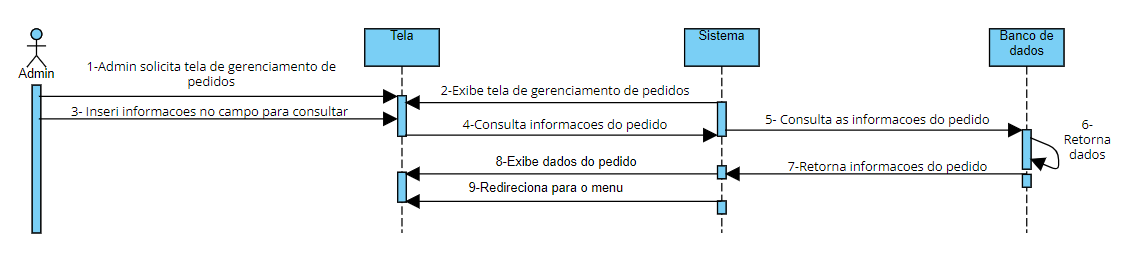 Admin
Tela
Sistema
Banco de
dados
1-Admin solicita tela de gerenciamento de
pedidos
2-Exibe tela de gerenciamento de pedidos
3- Inseri informacoes no campo para consultar
4-Consulta informacoes do pedido
5- Consulta as informacoes do pedido
6-
Retorna
dados
7-Retorna informacoes do pedido
8-Exibe dados do pedido
9-Redireciona para o menu